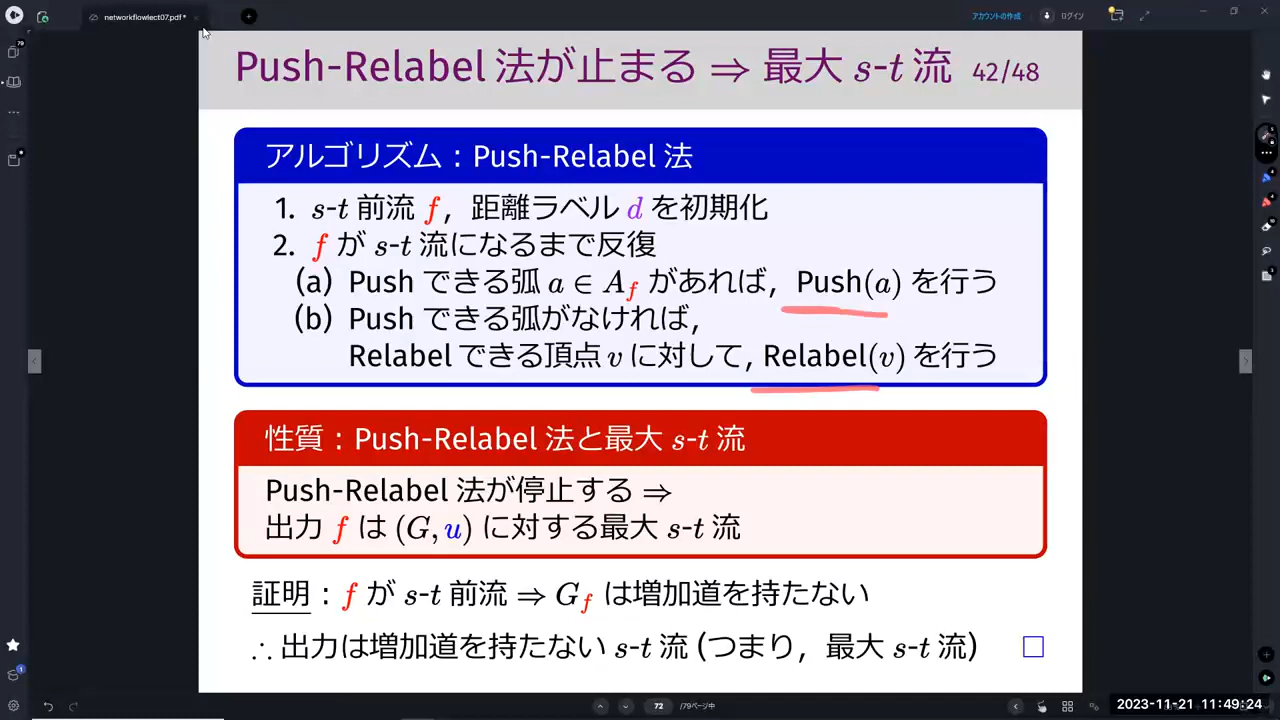 networkflowlect07.pdf *
アカウントの作成
ログイン
Push-Relabel 法が止まる ⇒ 最大 s-t 流 42/48
アルゴリズム：Push-Relabel 法
1. s-t 前流 f，距離ラベル d を初期化
2. f が s-t 流になるまで反復
(a) Push できる弧 a ∈ A_f があれば，Push(a) を行う
(b) Push できる弧がなければ，
Relabel できる頂点 v に対して，Relabel(v) を行う
性質：Push-Relabel 法と最大 s-t 流
Push-Relabel 法が停止する ⇒
出力 f は (G, u) に対する最大 s-t 流
証明：f が s-t 前流 ⇒ G_f は増加道を持たない
∴ 出力は増加道を持たない s-t 流 (つまり，最大 s-t 流) □
72 /79ページ中
2023-11-21 11:49:24